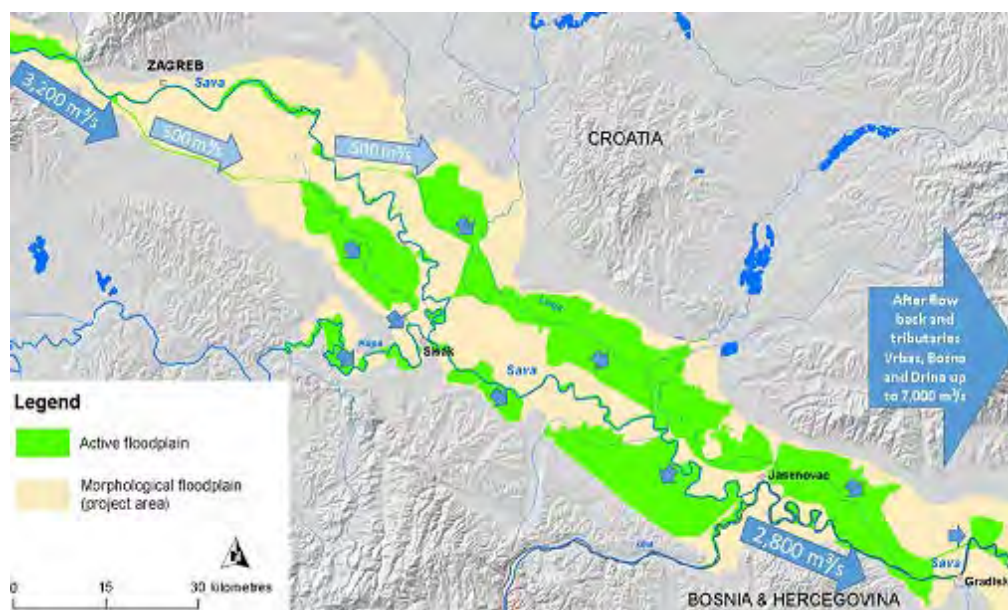 ZAGREB
Sava
3,200 m³/s
500 m³/s
500 m³/s
CROATIA
Lonja
After flow
back and
tributaries
Vrbas, Bosna
and Drina up
to 7,000 m³/s
Kupa
Sisak
Sava
Legend
Active floodplain
Morphological floodplain
(project area)
Jasenovac
Una
2,800 m³/s
Sava
Gradisk
0 15 30 kilometres
BOSNIA & HERCEGOVINA